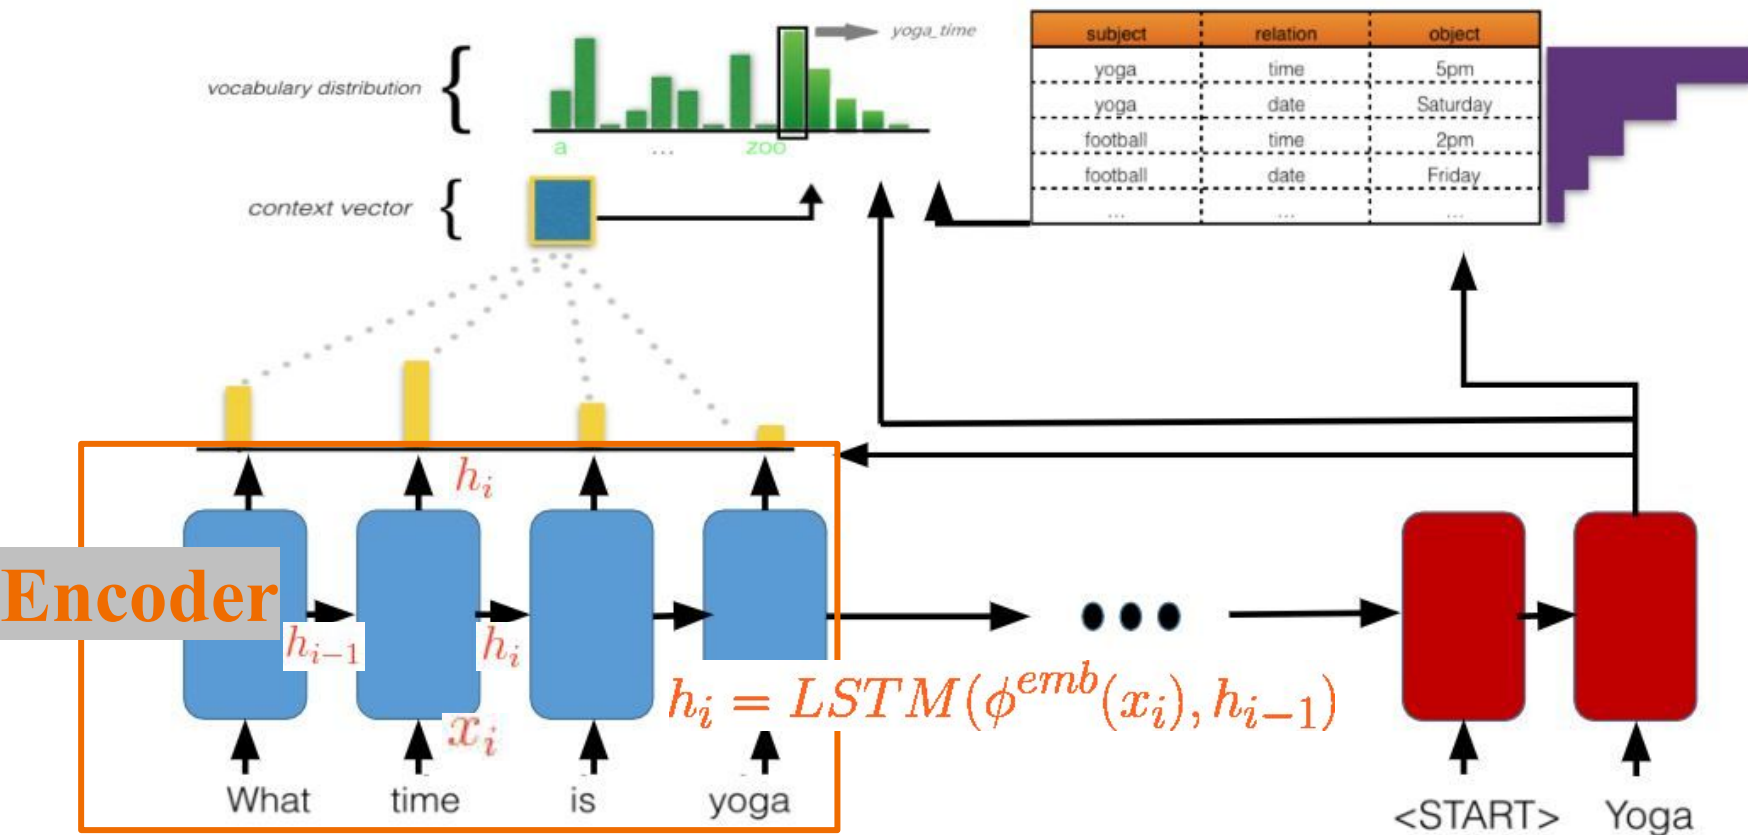 vocabulary distribution {
yoga_time
a ... zoo
context vector {
subject relation object
yoga time 5pm
yoga date Saturday
football time 2pm
football date Friday
... ... ...
h_i
Encoder
h_{i-1}
h_i
h_i = LSTM(ϕ^{emb}(x_i), h_{i-1})
x_i
What time is yoga
<START> Yoga